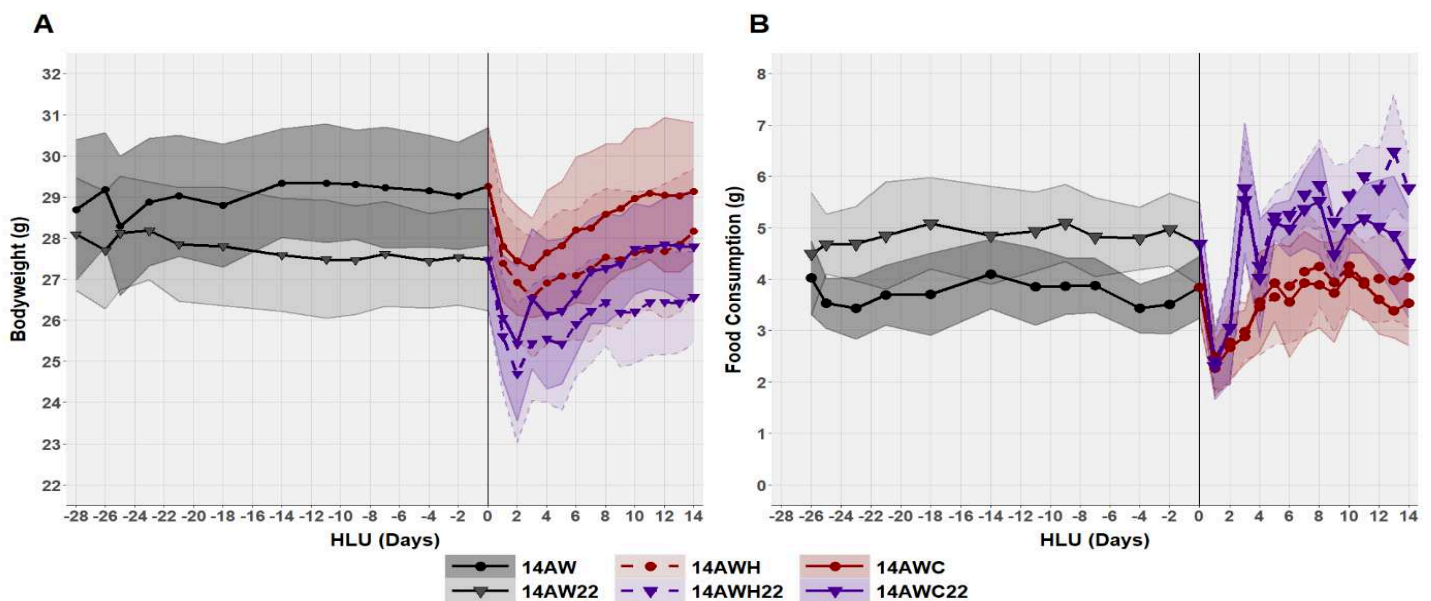 A
B
Bodyweight (g)
32
31
30
29
28
27
26
25
24
23
22
-28 -26 -24 -22 -20 -18 -16 -14 -12 -10 -8 -6 -4 -2 0 2 4 6 8 10 12 14
HLU (Days)
Food Consumption (g)
8
7
6
5
4
3
2
1
0
-28 -26 -24 -22 -20 -18 -16 -14 -12 -10 -8 -6 -4 -2 0 2 4 6 8 10 12 14
HLU (Days)
14AW 14AWH 14AWC
14AW22 14AWH22 14AWC22